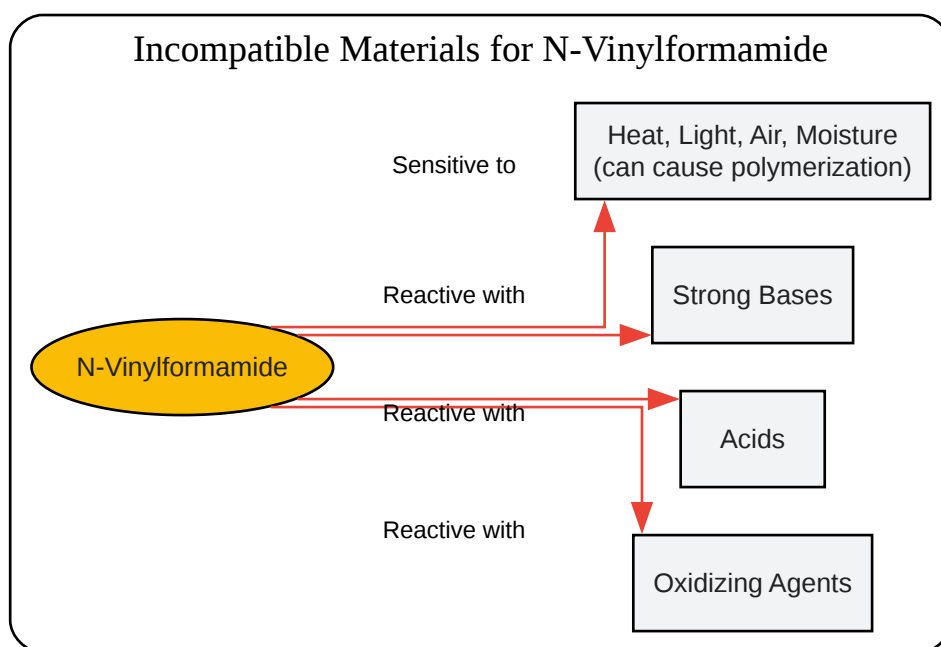 Incompatible Materials for N-Vinylformamide
Heat, Light, Air, Moisture
(can cause polymerization)
Sensitive to
Reactive with
Strong Bases
N-Vinylformamide
Reactive with
Acids
Reactive with
Oxidizing Agents